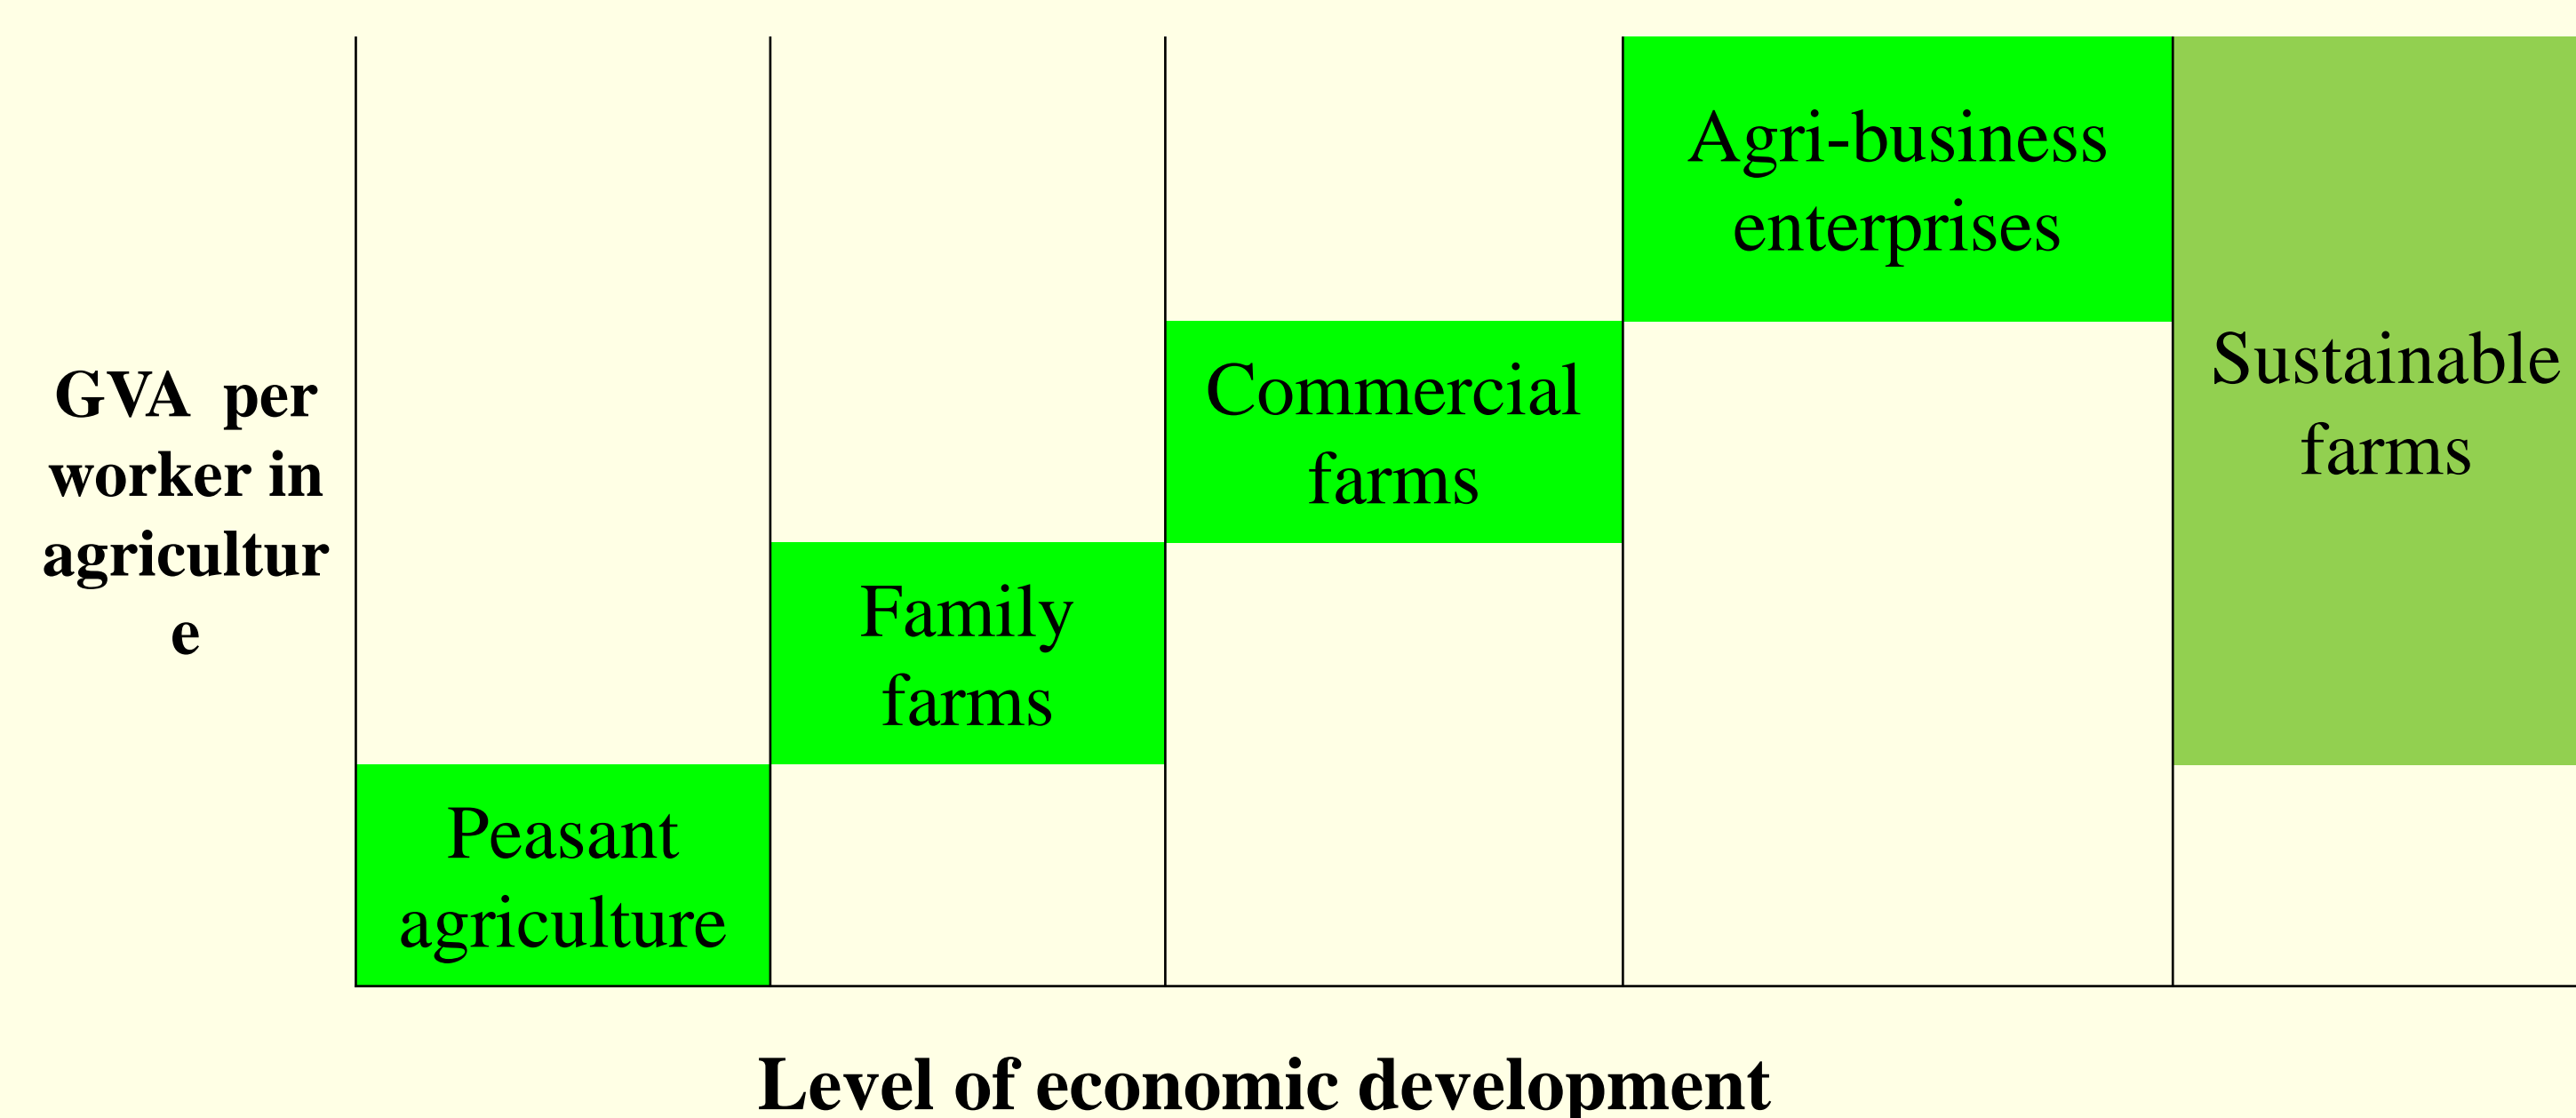 Agri-business
enterprises
Sustainable
farms
Commercial
farms
GVA  per
worker in
agricultur
e
Family
farms
Peasant
agriculture
Level of economic development